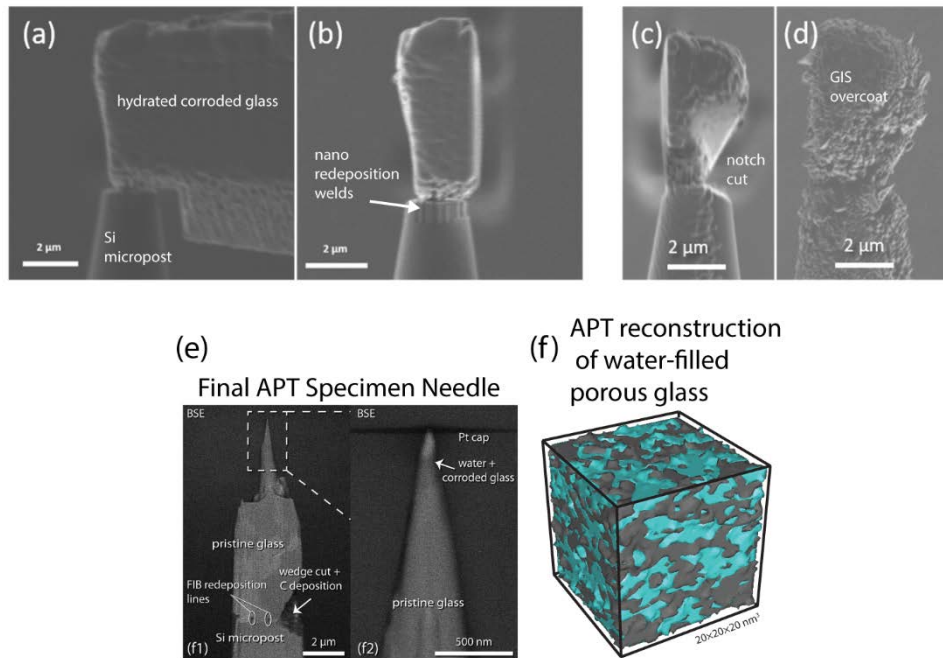 (a)
hydrated corroded glass
Si
micropost
2 μm
(b)
nano
redeposition
welds
2 μm
(c)
notch
cut
2 μm
(d)
GIS
overcoat
2 μm
(e)
Final APT Specimen Needle
BSE
pristine glass
FIB redeposition
lines
wedge cut +
C deposition
Si micropost
(f1)
2 μm
BSE
Pt cap
water +
corroded glass
pristine glass
(f2)
500 nm
(f)
APT reconstruction
of water-filled
porous glass
20×20×20 nm³